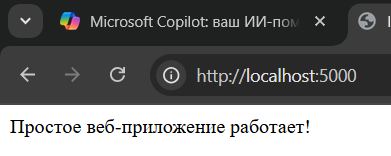 Microsoft Copilot: ваш ИИ-пом
http://localhost:5000
Простое веб-приложение работает!